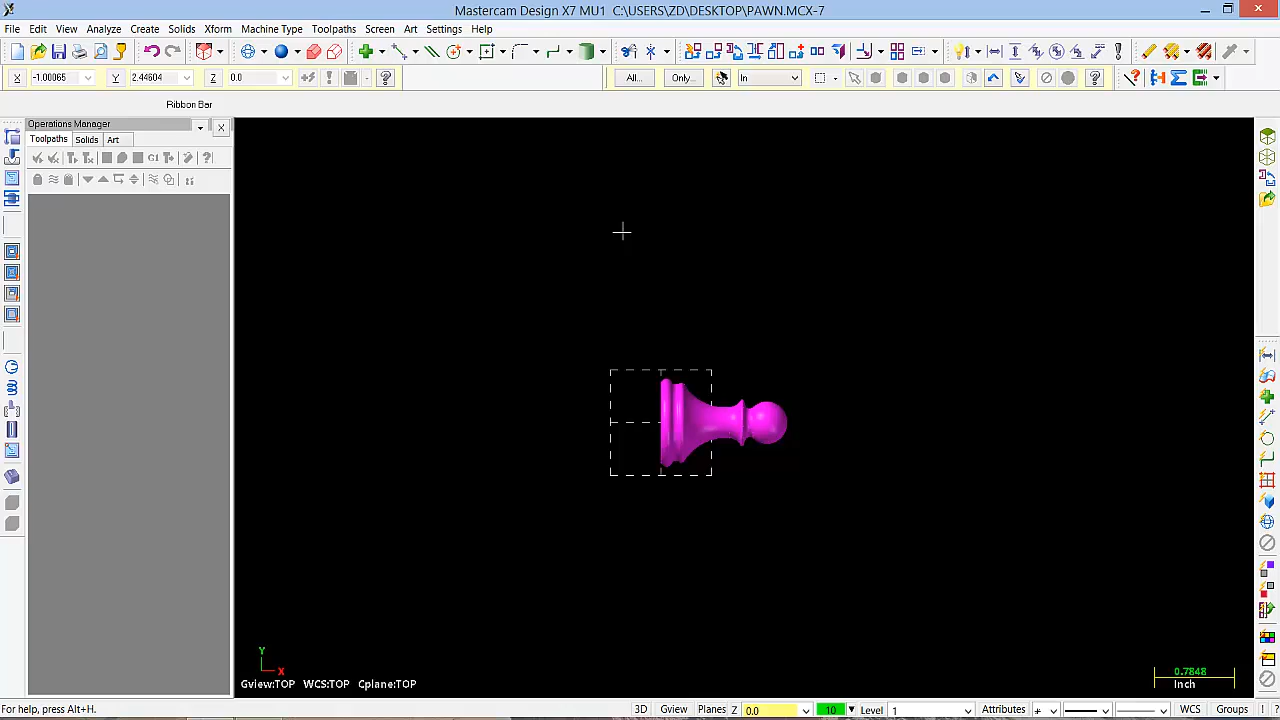 Mastercam Design X7 MU1 C:\USERS\ZD\DESKTOP\PAWN.MCX-7
File Edit View Analyze Create Solids Xform Machine Type Toolpaths Screen Art Settings Help
X -1.00065 Y 2.44604 Z 0.0 All... Only... In
Ribbon Bar
Operations Manager
Toolpaths Solids Art
G1
Y
X
Gview:TOP WCS:TOP Cplane:TOP
0.7848
Inch
For help, press Alt+H. 3D Gview Planes Z 0.0 10 Level 1 Attributes WCS Groups